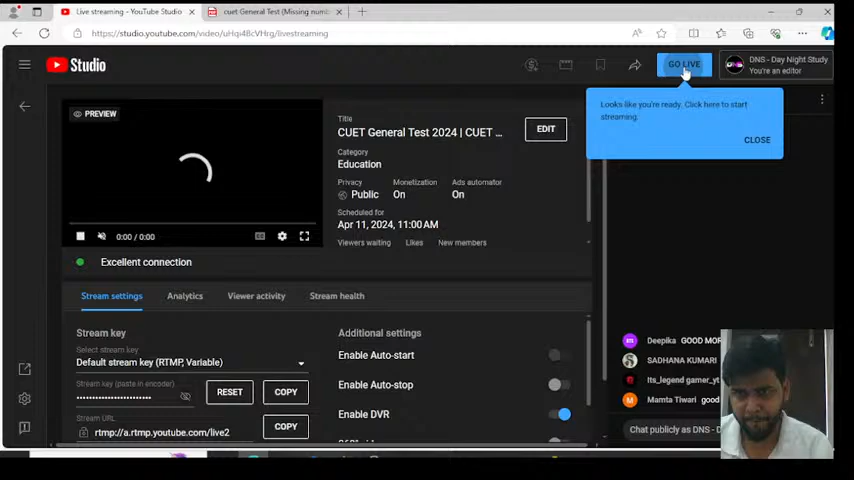 Live streaming - YouTube Studio
cuet General Test (Missing num
https://studio.youtube.com/video/uHqi4BcVHrg/livestreaming
Studio
GO LIVE
DNS - Day Night Study
You're an editor
PREVIEW
Title
CUET General Test 2024 | CUET ...
EDIT
Category
Education
Privacy
Monetization
Ads automator
Public
On
On
Scheduled for
Apr 11, 2024, 11:00 AM
Viewers waiting
Likes
New members
Looks like you're ready. Click here to start
streaming.
CLOSE
0:00 / 0:00
Excellent connection
Stream settings
Analytics
Viewer activity
Stream health
Stream key
Select stream key
Default stream key (RTMP, Variable)
Stream key (paste in encoder)
RESET
COPY
Stream URL
rtmp://a.rtmp.youtube.com/live2
COPY
Additional settings
Enable Auto-start
Enable Auto-stop
Enable DVR
Deepika GOOD MOR
SADHANA KUMARI
Its_legend gamer_yt
Mamta Tiwari good
Chat publicly as DNS - D